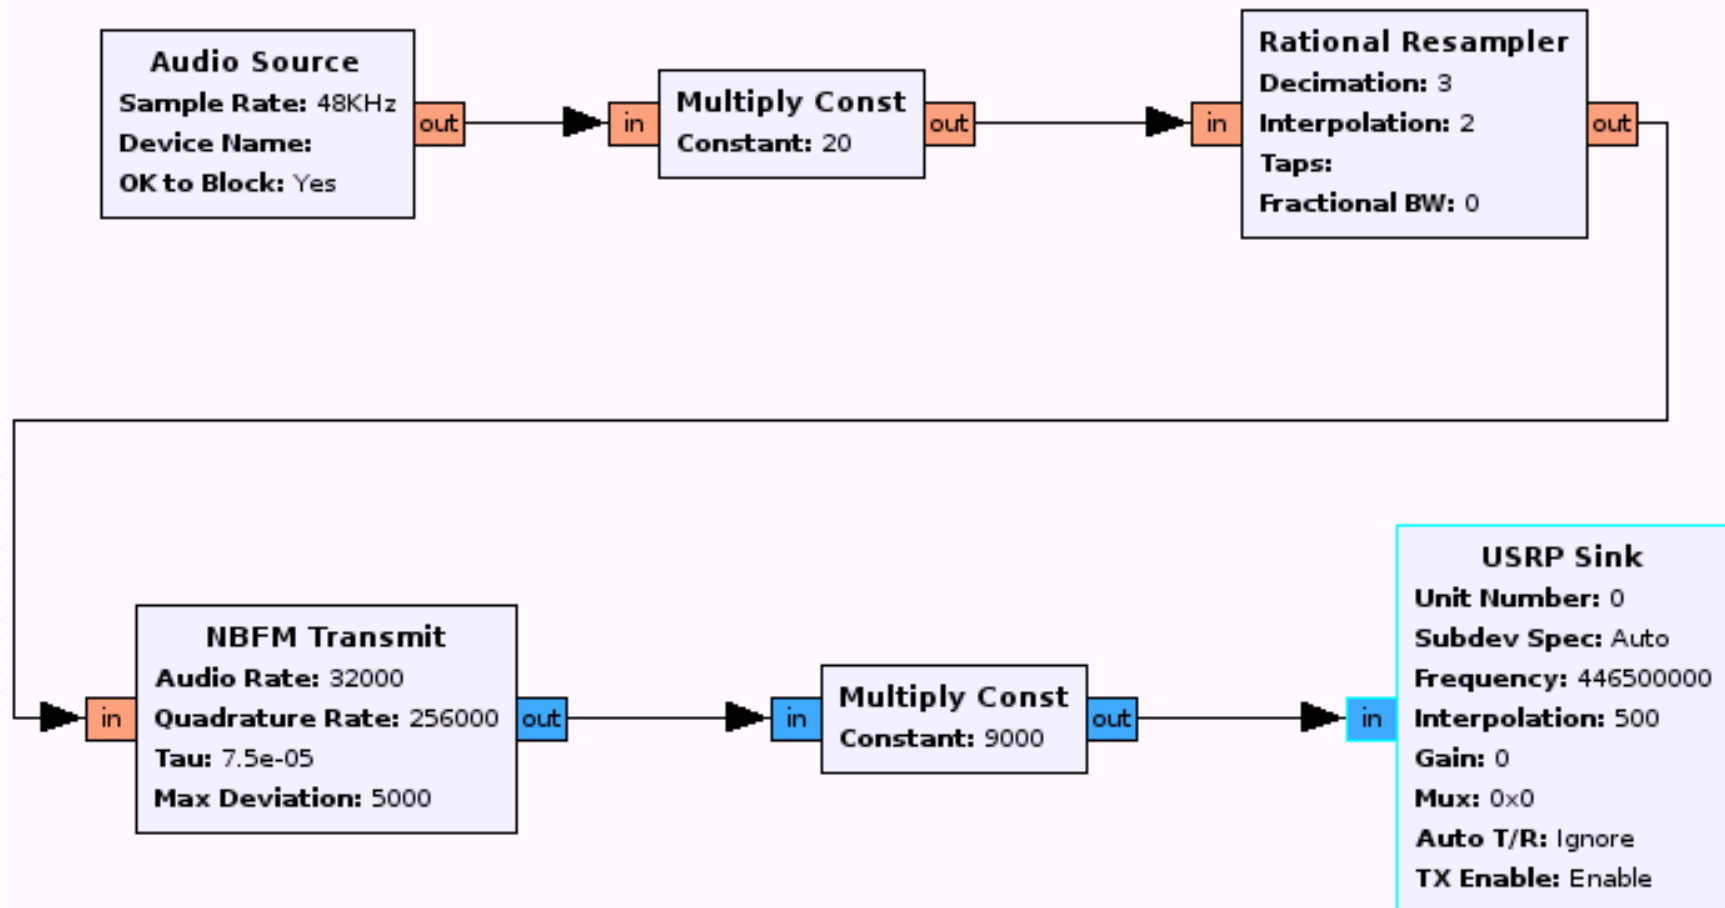 Audio Source
Sample Rate: 48KHz
Device Name:
OK to Block: Yes
out
in
Multiply Const
Constant: 20
out
in
Rational Resampler
Decimation: 3
Interpolation: 2
Taps:
Fractional BW: 0
out
in
NBFM Transmit
Audio Rate: 32000
Quadrature Rate: 256000
Tau: 7.5e-05
Max Deviation: 5000
out
in
Multiply Const
Constant: 9000
out
in
USRP Sink
Unit Number: 0
Subdev Spec: Auto
Frequency: 446500000
Interpolation: 500
Gain: 0
Mux: 0x0
Auto T/R: Ignore
TX Enable: Enable